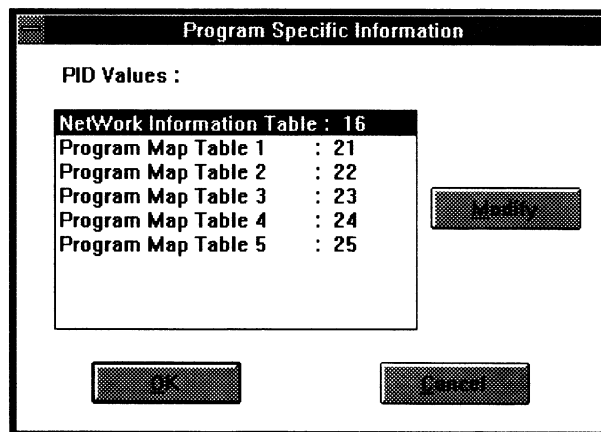 Program Specific Information
PID Values :
NetWork Information Table : 16
Program Map Table 1 : 21
Program Map Table 2 : 22
Program Map Table 3 : 23
Program Map Table 4 : 24
Program Map Table 5 : 25
Modify
OK
Cancel